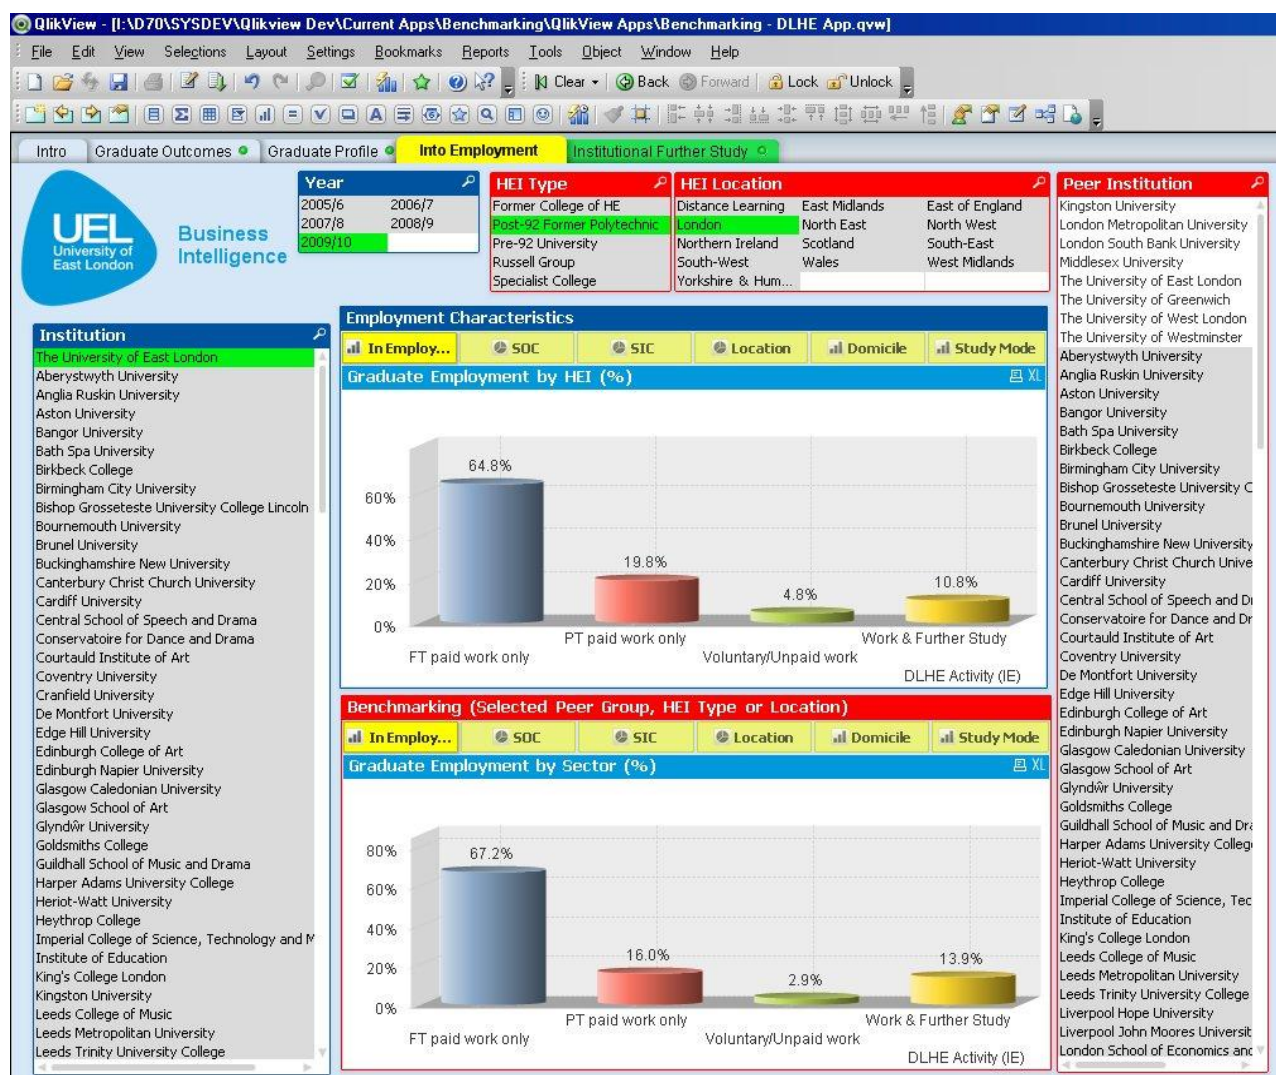 QlikView - [I:\D70\SYSDEV\Qlikview Dev\Current Apps\Benchmarking\QlikView Apps\Benchmarking - DLHE App.qvw]
File Edit View Selections Layout Settings Bookmarks Reports Tools Object Window Help
Clear Back Forward Lock Unlock
Intro Graduate Outcomes Graduate Profile Into Employment Institutional Further Study
UEL
University of
East London
Business
Intelligence
Year
2005/6 2006/7
2007/8 2008/9
2009/10
HEI Type
Former College of HE
Post-92 Former Polytechnic
Pre-92 University
Russell Group
Specialist College
HEI Location
Distance Learning East Midlands East of England
London North East North West
Northern Ireland Scotland South-East
South-West Wales West Midlands
Yorkshire & Hum...
Peer Institution
Kingston University
London Metropolitan University
London South Bank University
Middlesex University
The University of East London
The University of Greenwich
The University of West London
The University of Westminster
Aberystwyth University
Anglia Ruskin University
Aston University
Bangor University
Bath Spa University
Birkbeck College
Birmingham City University
Bishop Grosseteste University C
Bournemouth University
Brunel University
Buckinghamshire New University
Canterbury Christ Church Unive
Cardiff University
Central School of Speech and Dr
Conservatoire for Dance and Dr
Courtauld Institute of Art
Coventry University
De Montfort University
Edge Hill University
Edinburgh College of Art
Edinburgh Napier University
Glasgow Caledonian University
Glasgow School of Art
Glyndŵr University
Goldsmiths College
Guildhall School of Music and Dra
Harper Adams University College
Heriot-Watt University
Heythrop College
Imperial College of Science, Tec
Institute of Education
King's College London
Leeds College of Music
Leeds Metropolitan University
Leeds Trinity University College
Liverpool Hope University
Liverpool John Moores Universit
London School of Economics and
Institution
The University of East London
Aberystwyth University
Anglia Ruskin University
Aston University
Bangor University
Bath Spa University
Birkbeck College
Birmingham City University
Bishop Grosseteste University College Lincoln
Bournemouth University
Brunel University
Buckinghamshire New University
Canterbury Christ Church University
Cardiff University
Central School of Speech and Drama
Conservatoire for Dance and Drama
Courtauld Institute of Art
Coventry University
Cranfield University
De Montfort University
Edge Hill University
Edinburgh College of Art
Edinburgh Napier University
Glasgow Caledonian University
Glasgow School of Art
Glyndŵr University
Goldsmiths College
Guildhall School of Music and Drama
Harper Adams University College
Heriot-Watt University
Heythrop College
Imperial College of Science, Technology and M
Institute of Education
King's College London
Kingston University
Leeds College of Music
Leeds Metropolitan University
Leeds Trinity University College
Employment Characteristics
In Employ... SOC SIC Location Domicile Study Mode
Graduate Employment by HEI (%) XL
64.8%
60%
40%
19.8%
20%
4.8%
10.8%
0%
PT paid work only Work & Further Study
FT paid work only Voluntary/Unpaid work
DLHE Activity (IE)
Benchmarking (Selected Peer Group, HEI Type or Location)
In Employ... SOC SIC Location Domicile Study Mode
Graduate Employment by Sector (%) XL
80%
67.2%
60%
40%
16.0%
13.9%
20%
2.9%
0%
PT paid work only Work & Further Study
FT paid work only Voluntary/Unpaid work
DLHE Activity (IE)